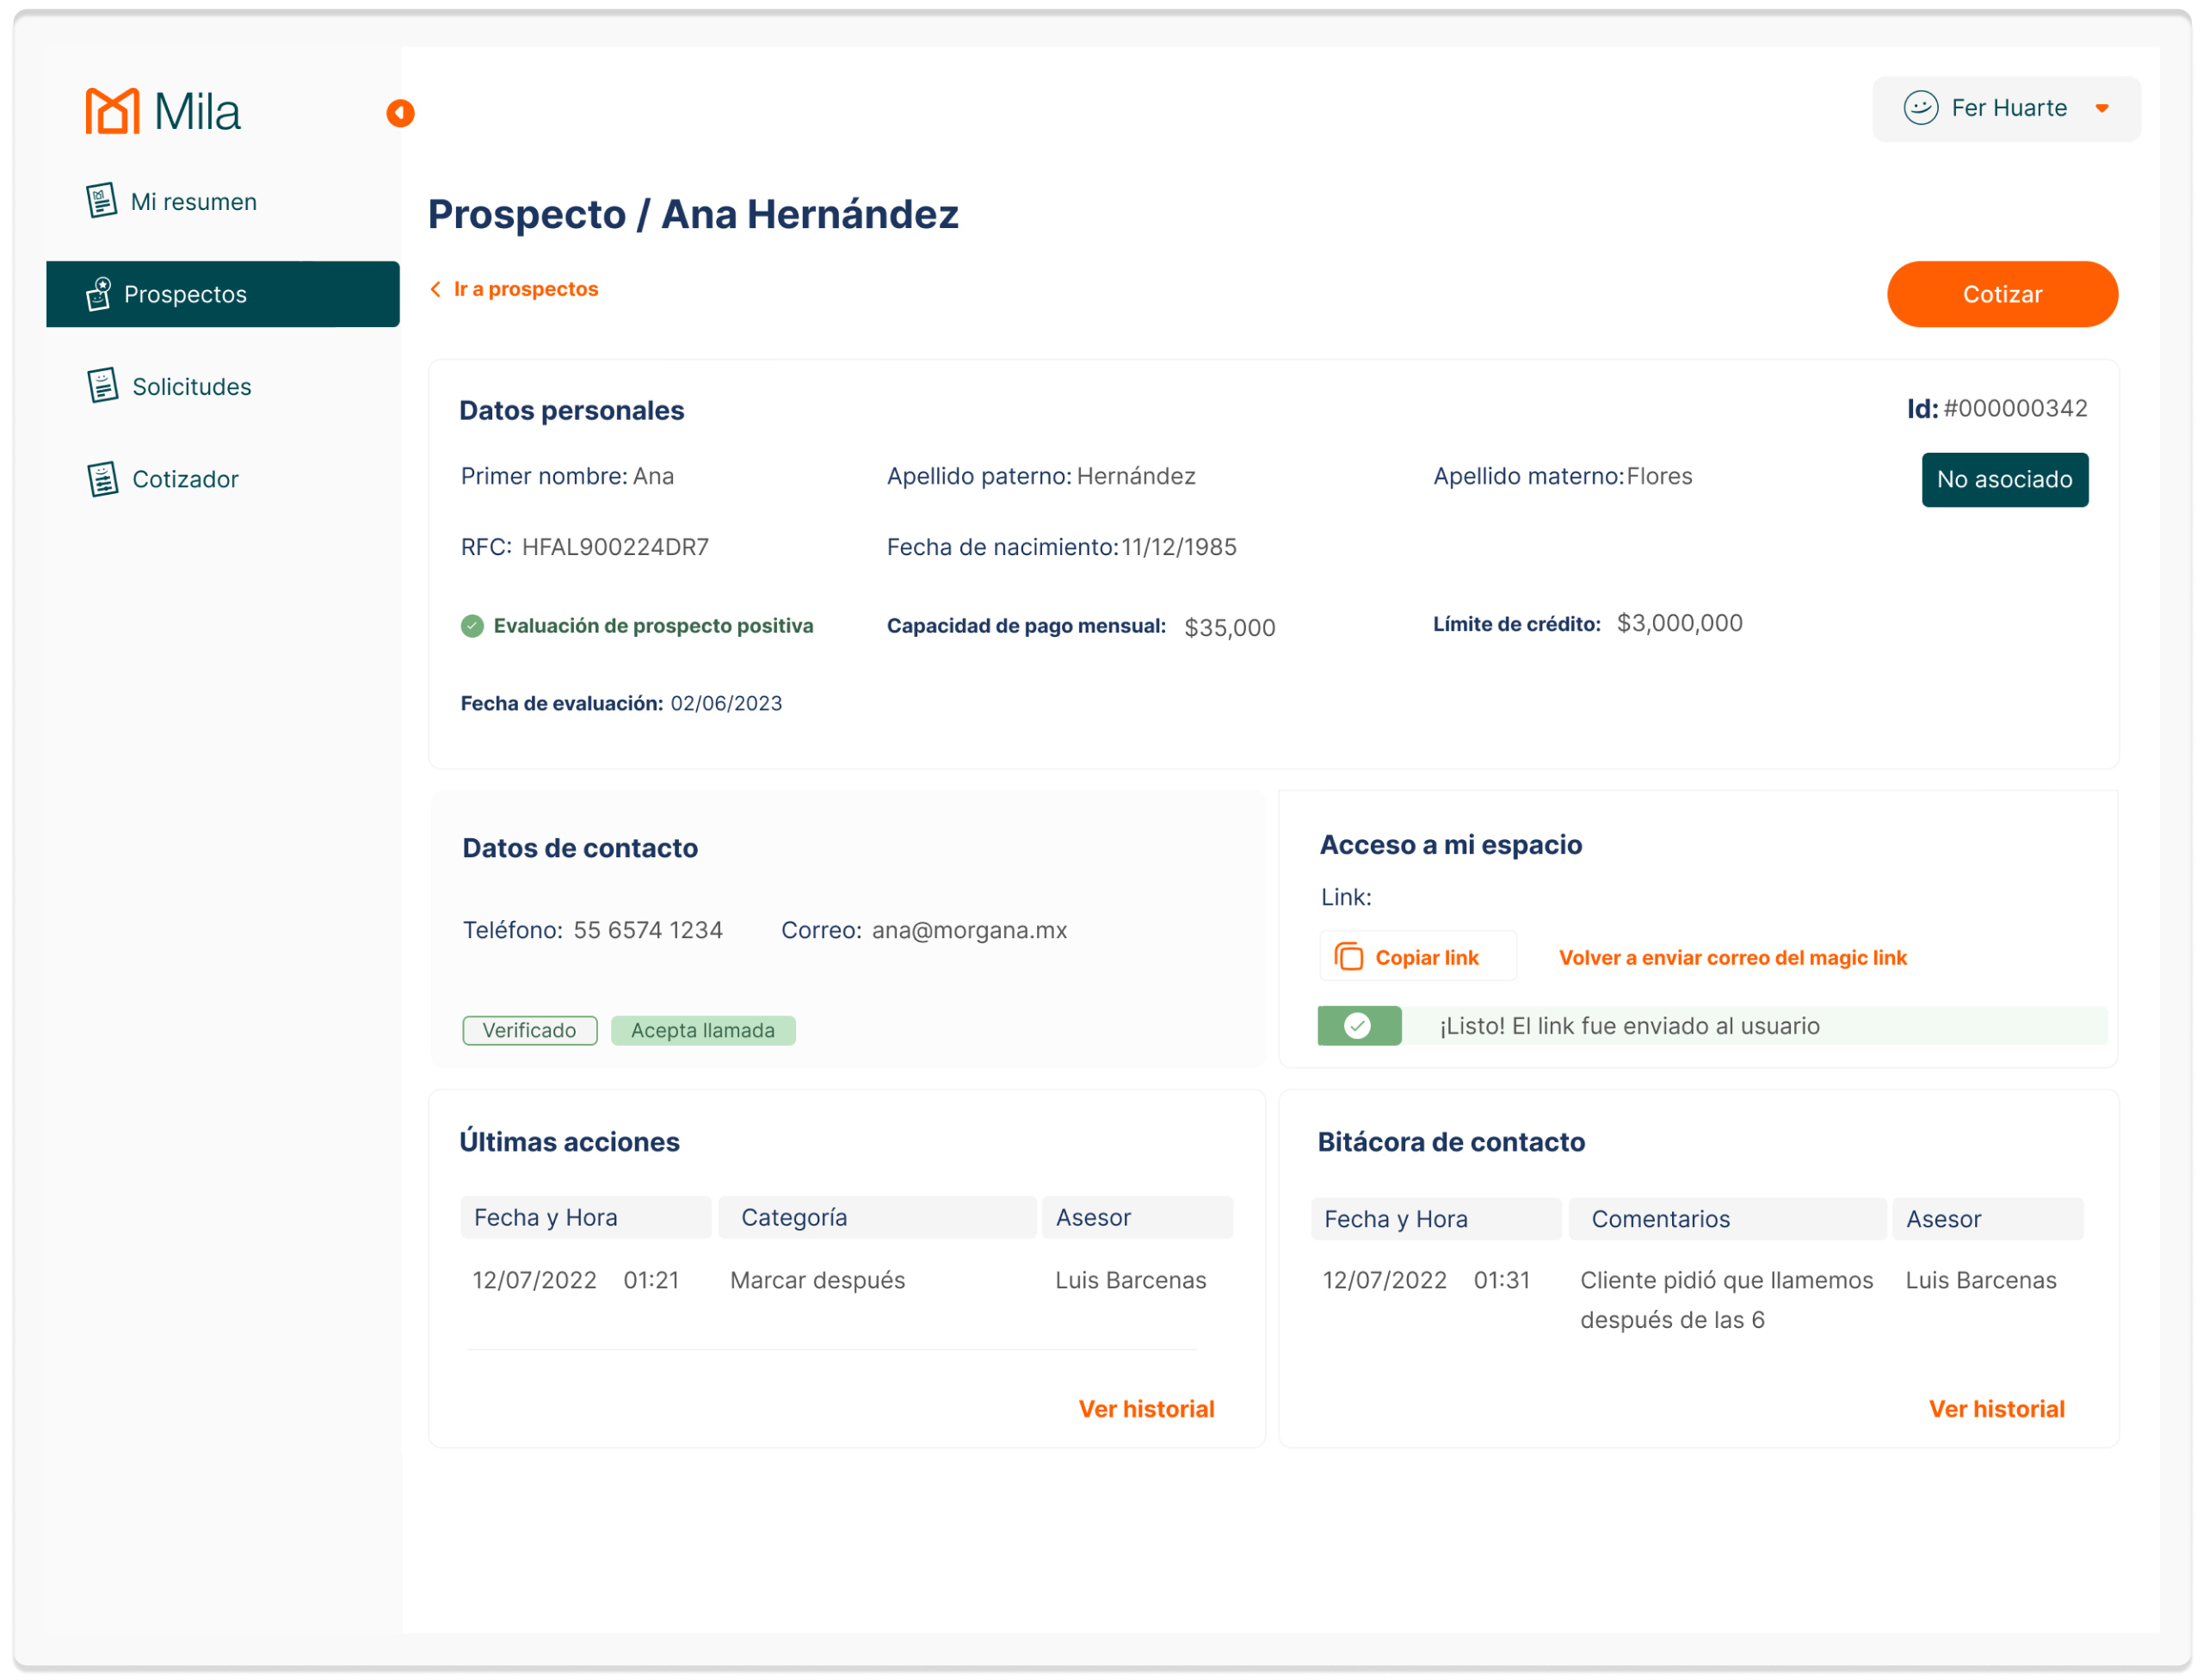 Mila
Fer Huarte
Mi resumen
Prospectos
Solicitudes
Cotizador
Prospecto / Ana Hernández
Ir a prospectos
Cotizar
Datos personales
Id: #000000342
Primer nombre: Ana
Apellido paterno: Hernández
Apellido materno: Flores
No asociado
RFC: HFAL900224DR7
Fecha de nacimiento: 11/12/1985
Evaluación de prospecto positiva
Capacidad de pago mensual: $35,000
Límite de crédito: $3,000,000
Fecha de evaluación: 02/06/2023
Datos de contacto
Teléfono: 55 6574 1234
Correo: ana@morgana.mx
Verificado
Acepta llamada
Acceso a mi espacio
Link:
Copiar link
Volver a enviar correo del magic link
¡Listo! El link fue enviado al usuario
Últimas acciones
Fecha y Hora Categoría Asesor
12/07/2022 01:21 Marcar después Luis Barcenas
Ver historial
Bitácora de contacto
Fecha y Hora Comentarios Asesor
12/07/2022 01:31 Cliente pidió que llamemos Luis Barcenas
después de las 6
Ver historial